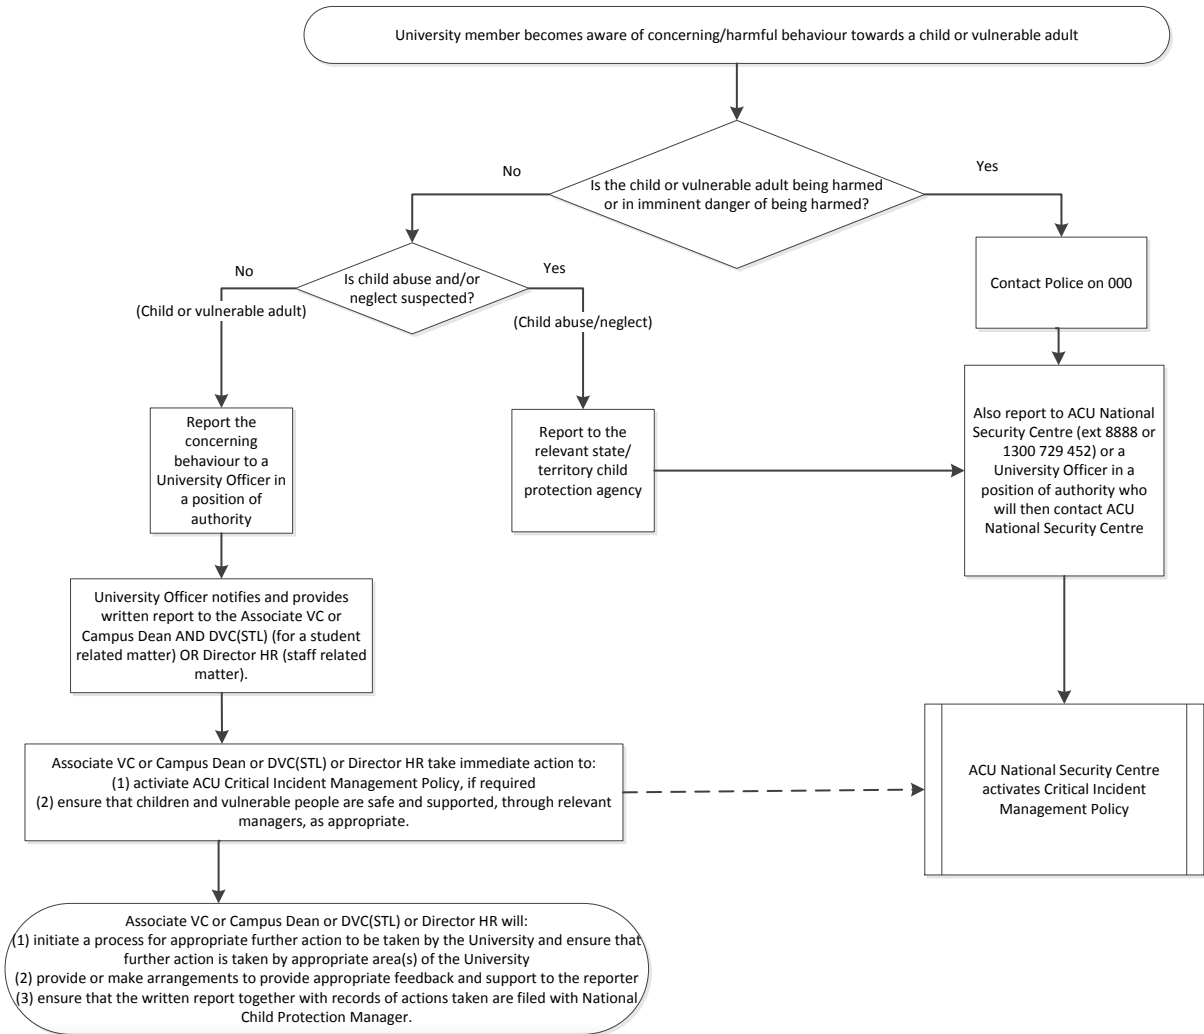 University member becomes aware of concerning/harmful behaviour towards a child or vulnerable adult
No
Yes
Is the child or vulnerable adult being harmed
or in imminent danger of being harmed?
No
Yes
Is child abuse and/or
neglect suspected?
(Child or vulnerable adult)
(Child abuse/neglect)
Contact Police on 000
Report the
concerning
behaviour to a
University Officer in
a position of
authority
Report to the
relevant state/
territory child
protection agency
Also report to ACU National
Security Centre (ext 8888 or
1300 729 452) or a
University Officer in a
position of authority who
will then contact ACU
National Security Centre
University Officer notifies and provides
written report to the Associate VC or
Campus Dean AND DVC(STL) (for a student
related matter) OR Director HR (staff related
matter).
Associate VC or Campus Dean or DVC(STL) or Director HR take immediate action to:
(1) activiate ACU Critical Incident Management Policy, if required
(2) ensure that children and vulnerable people are safe and supported, through relevant
managers, as appropriate.
ACU National Security Centre
activates Critical Incident
Management Policy
Associate VC or Campus Dean or DVC(STL) or Director HR will:
(1) initiate a process for appropriate further action to be taken by the University and ensure that
further action is taken by appropriate area(s) of the University
(2) provide or make arrangements to provide appropriate feedback and support to the reporter
(3) ensure that the written report together with records of actions taken are filed with National
Child Protection Manager.